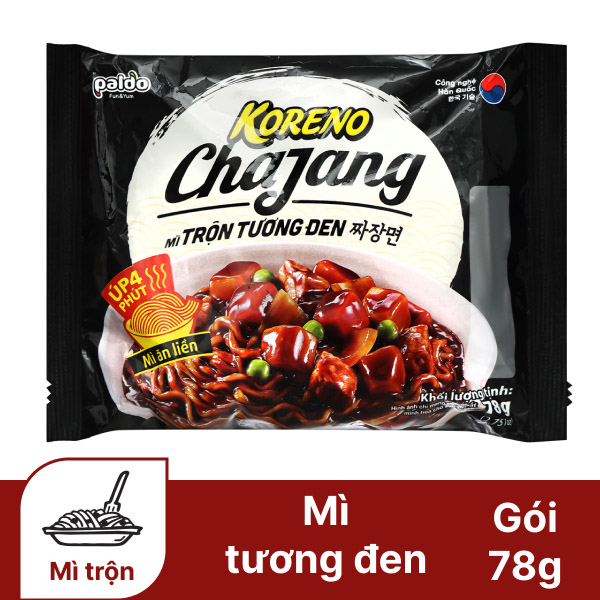 paldo
Fun&Yum
Công nghệ
Hàn Quốc
한국 기술
KORENO
ChaJang
MÌ TRỘN TƯƠNG ĐEN 짜장면
ÚP 4
PHÚT
Mì ăn liền
Khối lượng tịnh:
78g
Mì trộn
Mì
tương đen
Gói
78g